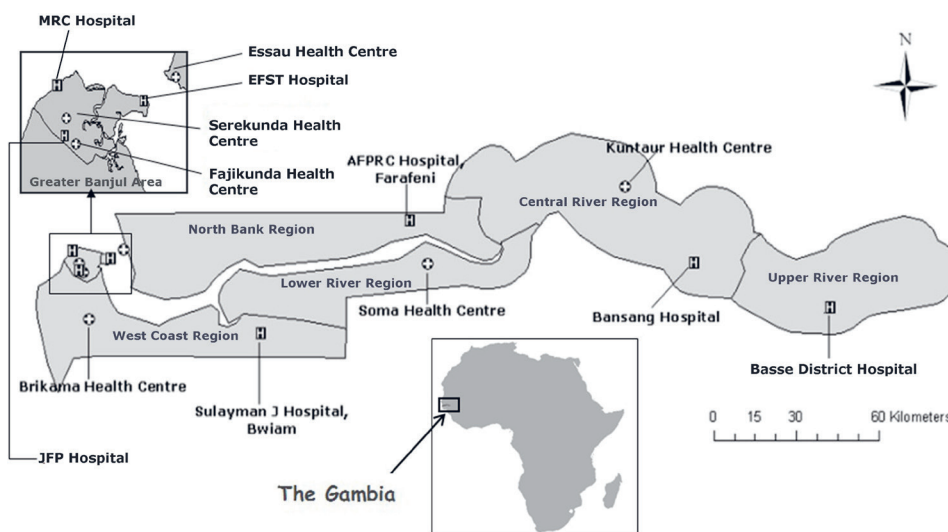 MRC Hospital
Essau Health Centre
EFST Hospital
Serekunda Health
Centre
Fajikunda Health
Centre
Greater Banjul Area
N
AFPRC Hospital,
Farafeni
Kuntaur Health Centre
Central River Region
North Bank Region
Lower River Region
Upper River Region
Soma Health Centre
Bansang Hospital
West Coast Region
Basse District Hospital
Brikama Health Centre
Sulayman J Hospital,
Bwiam
0 15 30 60 Kilometers
JFP Hospital
The Gambia
H
H
H
H
H
H
H
H
H
H